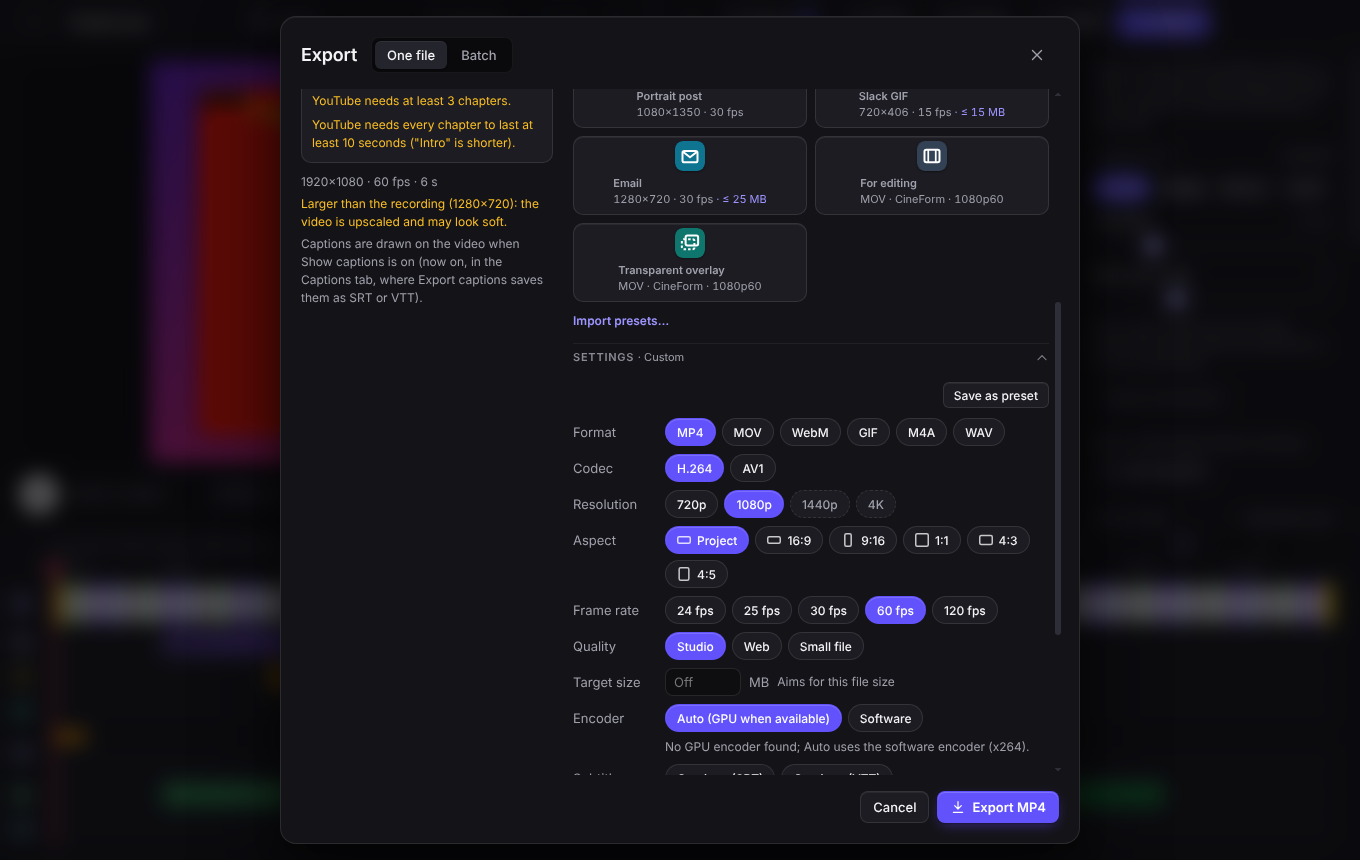 Export
One file
Batch
YouTube needs at least 3 chapters.
YouTube needs every chapter to last at
least 10 seconds ("Intro" is shorter).
1920×1080 · 60 fps · 6 s
Larger than the recording (1280×720): the
video is upscaled and may look soft.
Captions are drawn on the video when
Show captions is on (now on, in the
Captions tab, where Export captions saves
them as SRT or VTT).
Portrait post
1080×1350 · 30 fps
Slack GIF
720×406 · 15 fps · ≤ 15 MB
Email
1280×720 · 30 fps · ≤ 25 MB
For editing
MOV · CineForm · 1080p60
Transparent overlay
MOV · CineForm · 1080p60
Import presets...
SETTINGS · Custom
Save as preset
Format MP4 MOV WebM GIF M4A WAV
Codec H.264 AV1
Resolution 720p 1080p 1440p 4K
Aspect Project 16:9 9:16 1:1 4:3
4:5
Frame rate 24 fps 25 fps 30 fps 60 fps 120 fps
Quality Studio Web Small file
Target size Off MB Aims for this file size
Encoder Auto (GPU when available) Software
No GPU encoder found; Auto uses the software encoder (x264).
Cancel
Export MP4